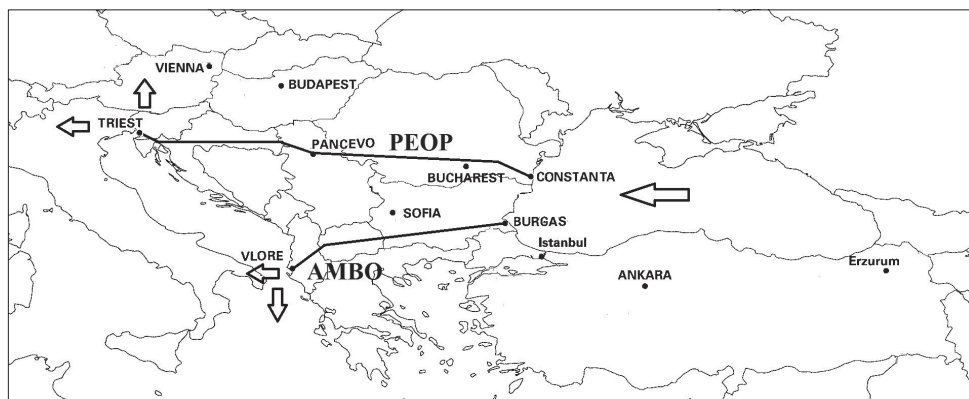 VIENNA
BUDAPEST
TRIEST
PANCEVO
PEOP
BUCHAREST
CONSTANTA
SOFIA
BURGAS
Istanbul
VLORE
AMBO
ANKARA
Erzurum